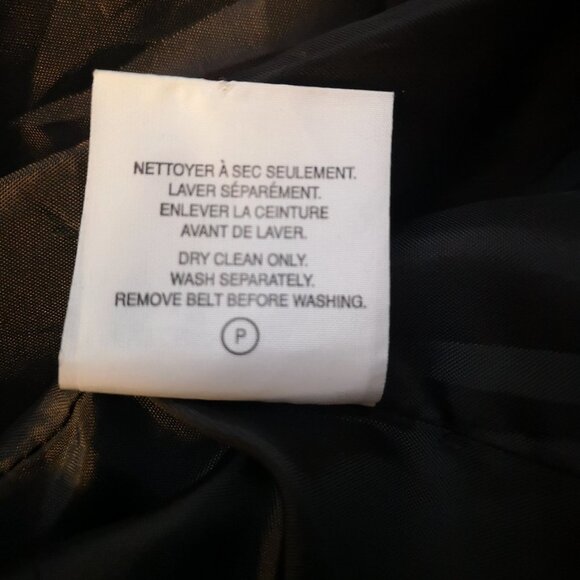 NETTOYER À SEC SEULEMENT.
LAVER SÉPARÉMENT.
ENLEVER LA CEINTURE
AVANT DE LAVER.
DRY CLEAN ONLY.
WASH SEPARATELY.
REMOVE BELT BEFORE WASHING.
P